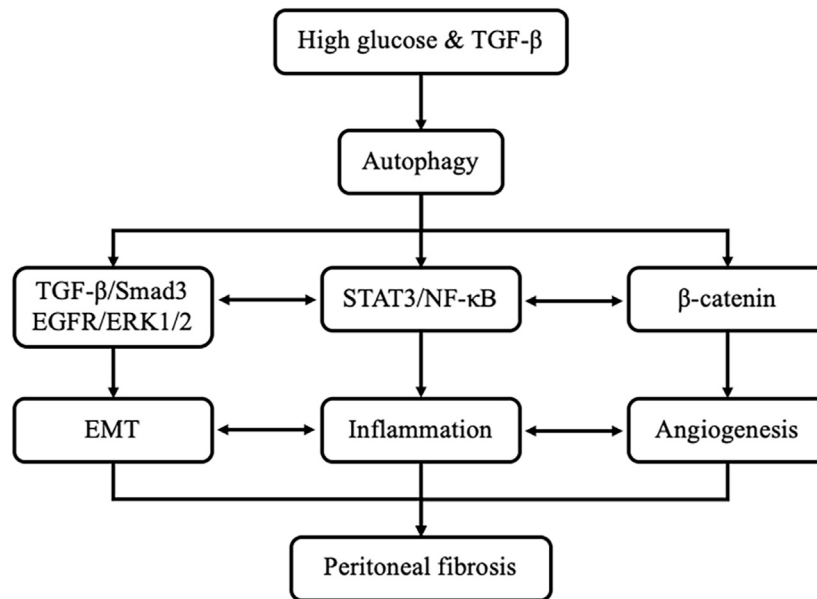 High glucose & TGF-β
Autophagy
TGF-β/Smad3
EGFR/ERK1/2
STAT3/NF-κB
β-catenin
EMT
Inflammation
Angiogenesis
Peritoneal fibrosis